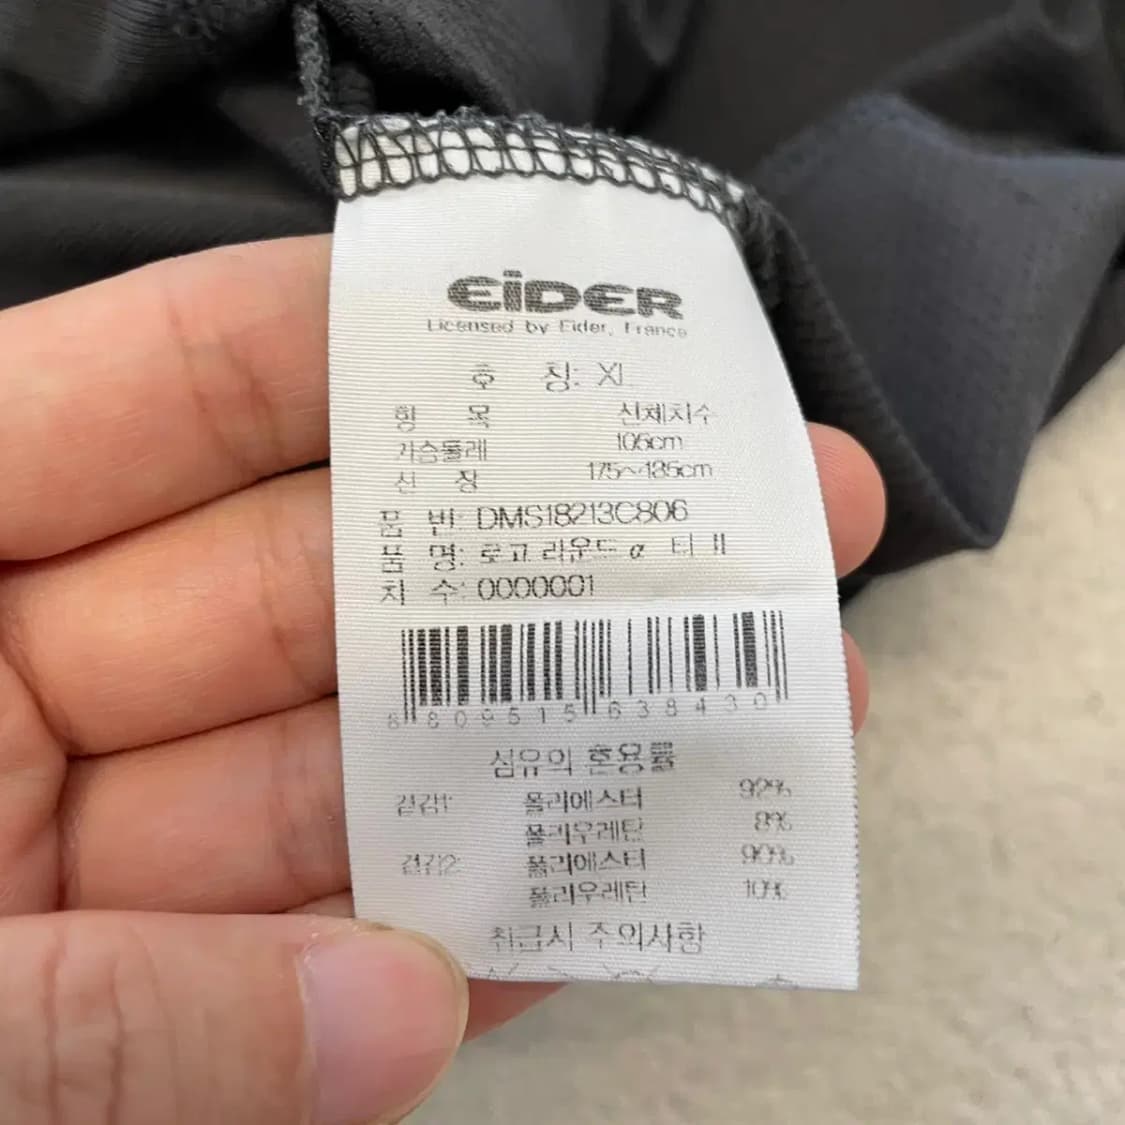 EiDER
Licensed by Eider, France
호 칭: XL
항 목 신체치수
가슴둘레 105cm
신 장 175~185cm
품 번: DMS18213C806
품 명: 로고 라운드 α 티 II
치 수: 0000001
8 809515 638430
섬유의 혼용률
겉감1: 폴리에스터 92%
폴리우레탄 8%
겉감2: 폴리에스터 90%
폴리우레탄 10%
취급시 주의사항